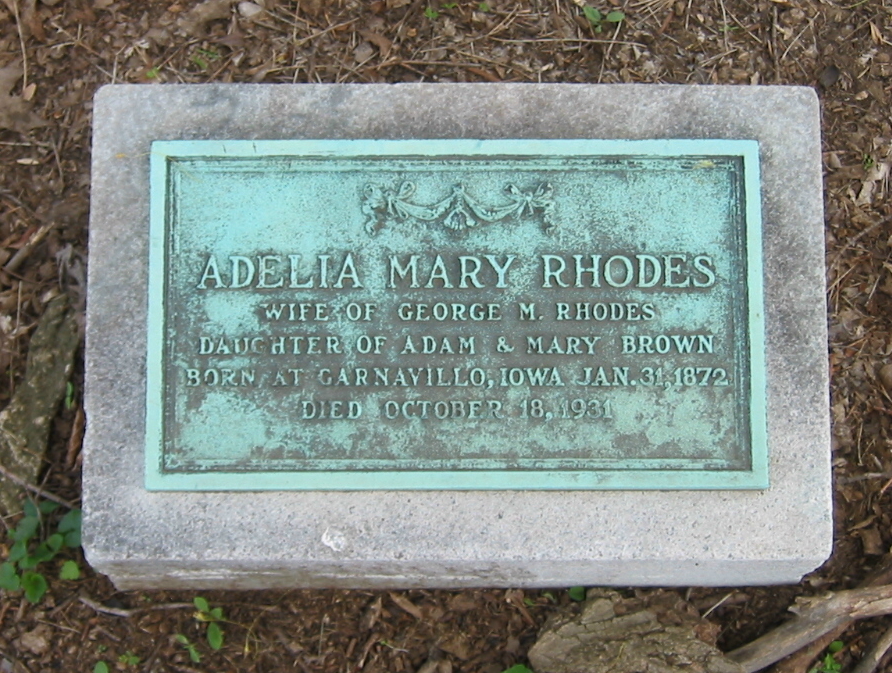 ADELIA MARY RHODES
WIFE OF GEORGE M. RHODES
DAUGHTER OF ADAM & MARY BROWN
BORN AT GARNAVILLO, IOWA JAN. 31, 1872
DIED OCTOBER 18, 1931